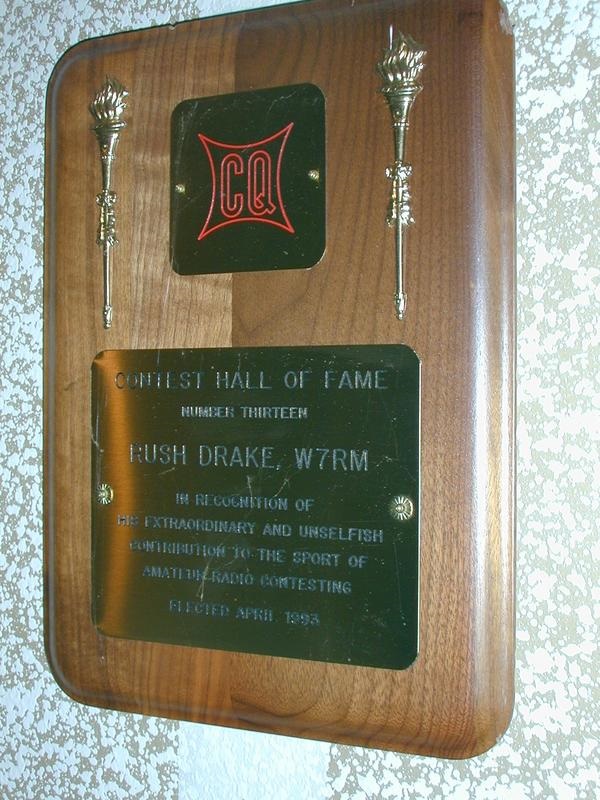 CQ
CONTEST HALL OF FAME
NUMBER THIRTEEN
RUSH DRAKE, W7RM
IN RECOGNITION OF
HIS EXTRAORDINARY AND UNSELFISH
CONTRIBUTION TO THE SPORT OF
AMATEUR RADIO CONTESTING
ELECTED APRIL 1993